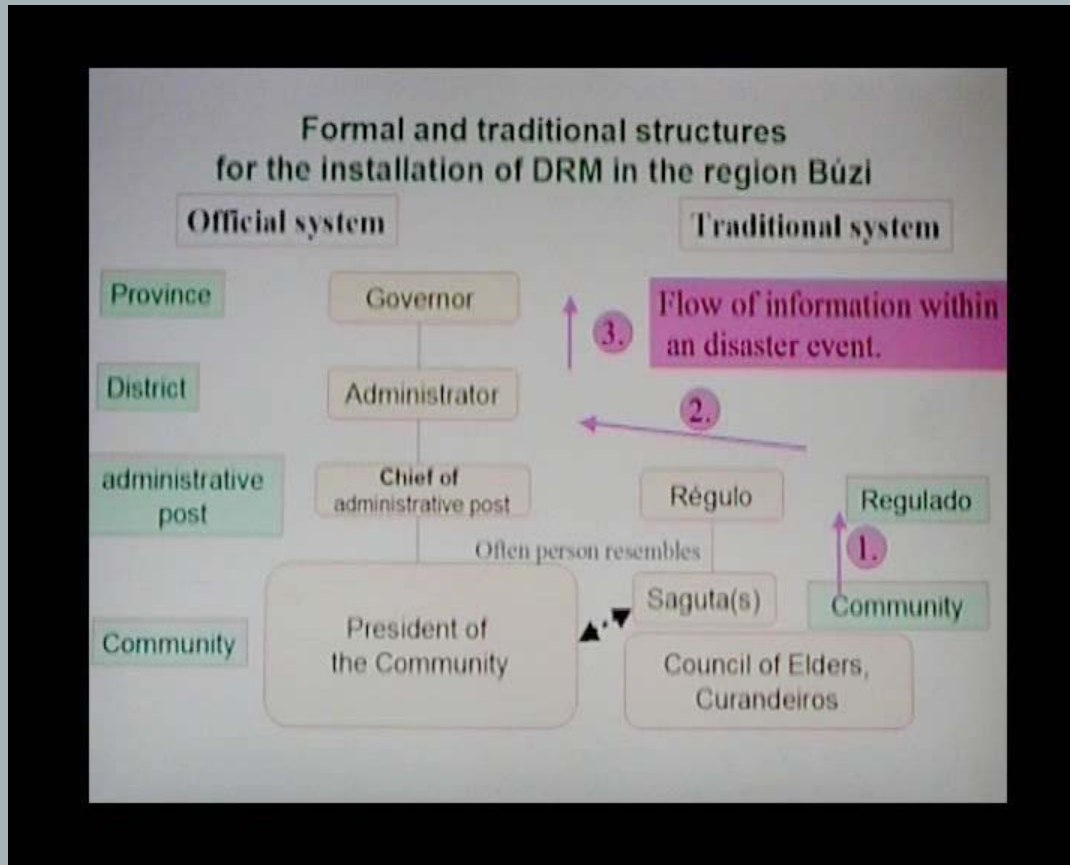 Formal and traditional structures
for the installation of DRM in the region Búzi
Official system
Traditional system
Province
Governor
3.
Flow of information within
an disaster event.
District
Administrator
2.
administrative
post
Chief of
administrative post
Régulo
Regulado
Often person resembles
1.
Community
President of
the Community
Saguta(s)
Community
Council of Elders,
Curandeiros